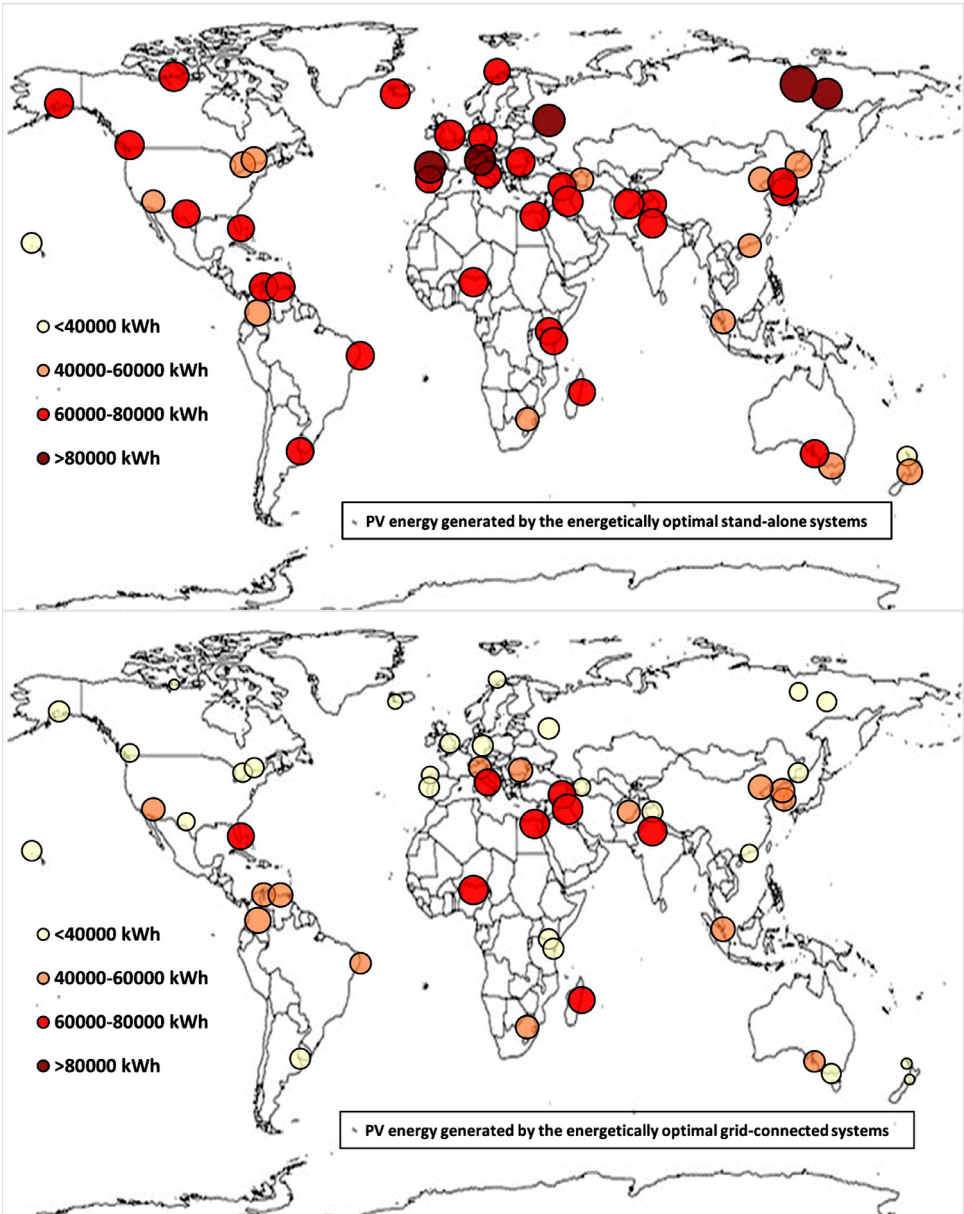 <40000 kWh
40000-60000 kWh
60000-80000 kWh
>80000 kWh
PV energy generated by the energetically optimal stand-alone systems
<40000 kWh
40000-60000 kWh
60000-80000 kWh
>80000 kWh
PV energy generated by the energetically optimal grid-connected systems